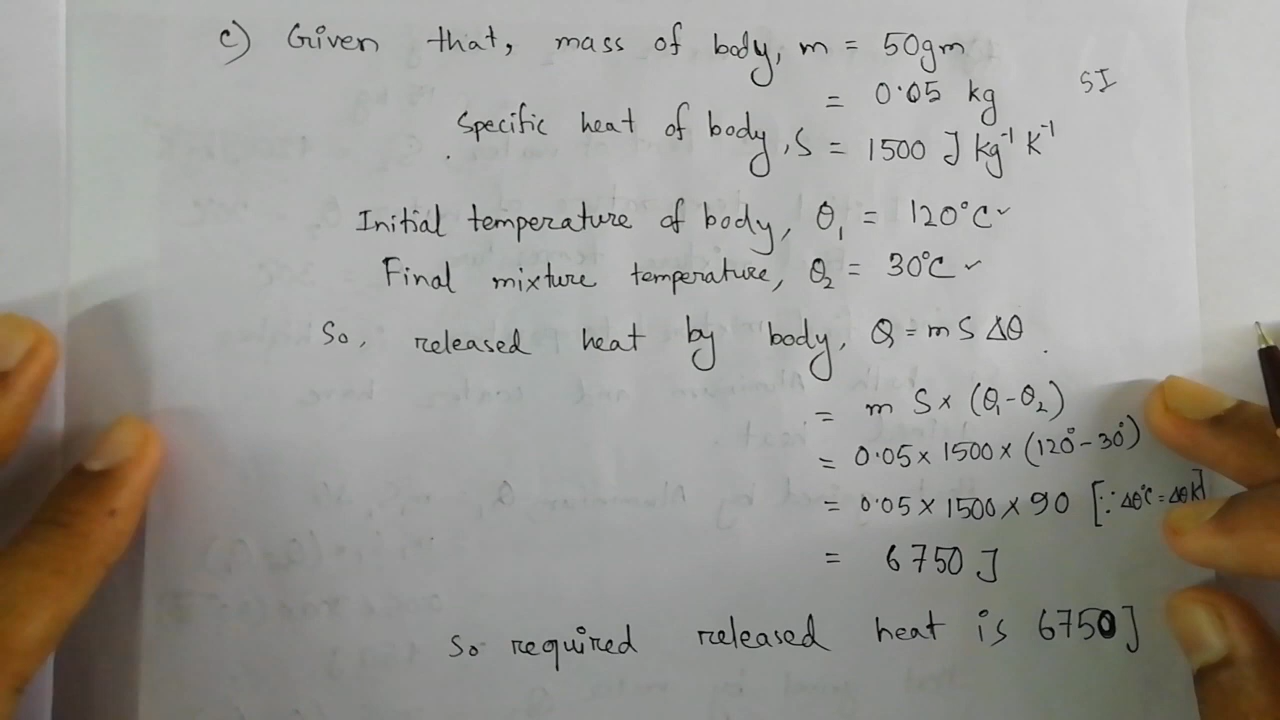 c) Given that, mass of body, m = 50gm
= 0.05 kg SI
Specific heat of body, S = 1500 J kg⁻¹ K⁻¹
Initial temperature of body, θ₁ = 120°C ✓
Final mixture temperature, θ₂ = 30°C ✓
So, released heat by body, Q = m S Δθ
= m S × (θ₁-θ₂)
= 0.05 × 1500 × (120° - 30°)
= 0.05 × 1500 × 90 [∵ Δθ°C = Δθ K]
= 6750 J
So required released heat is 6750 J